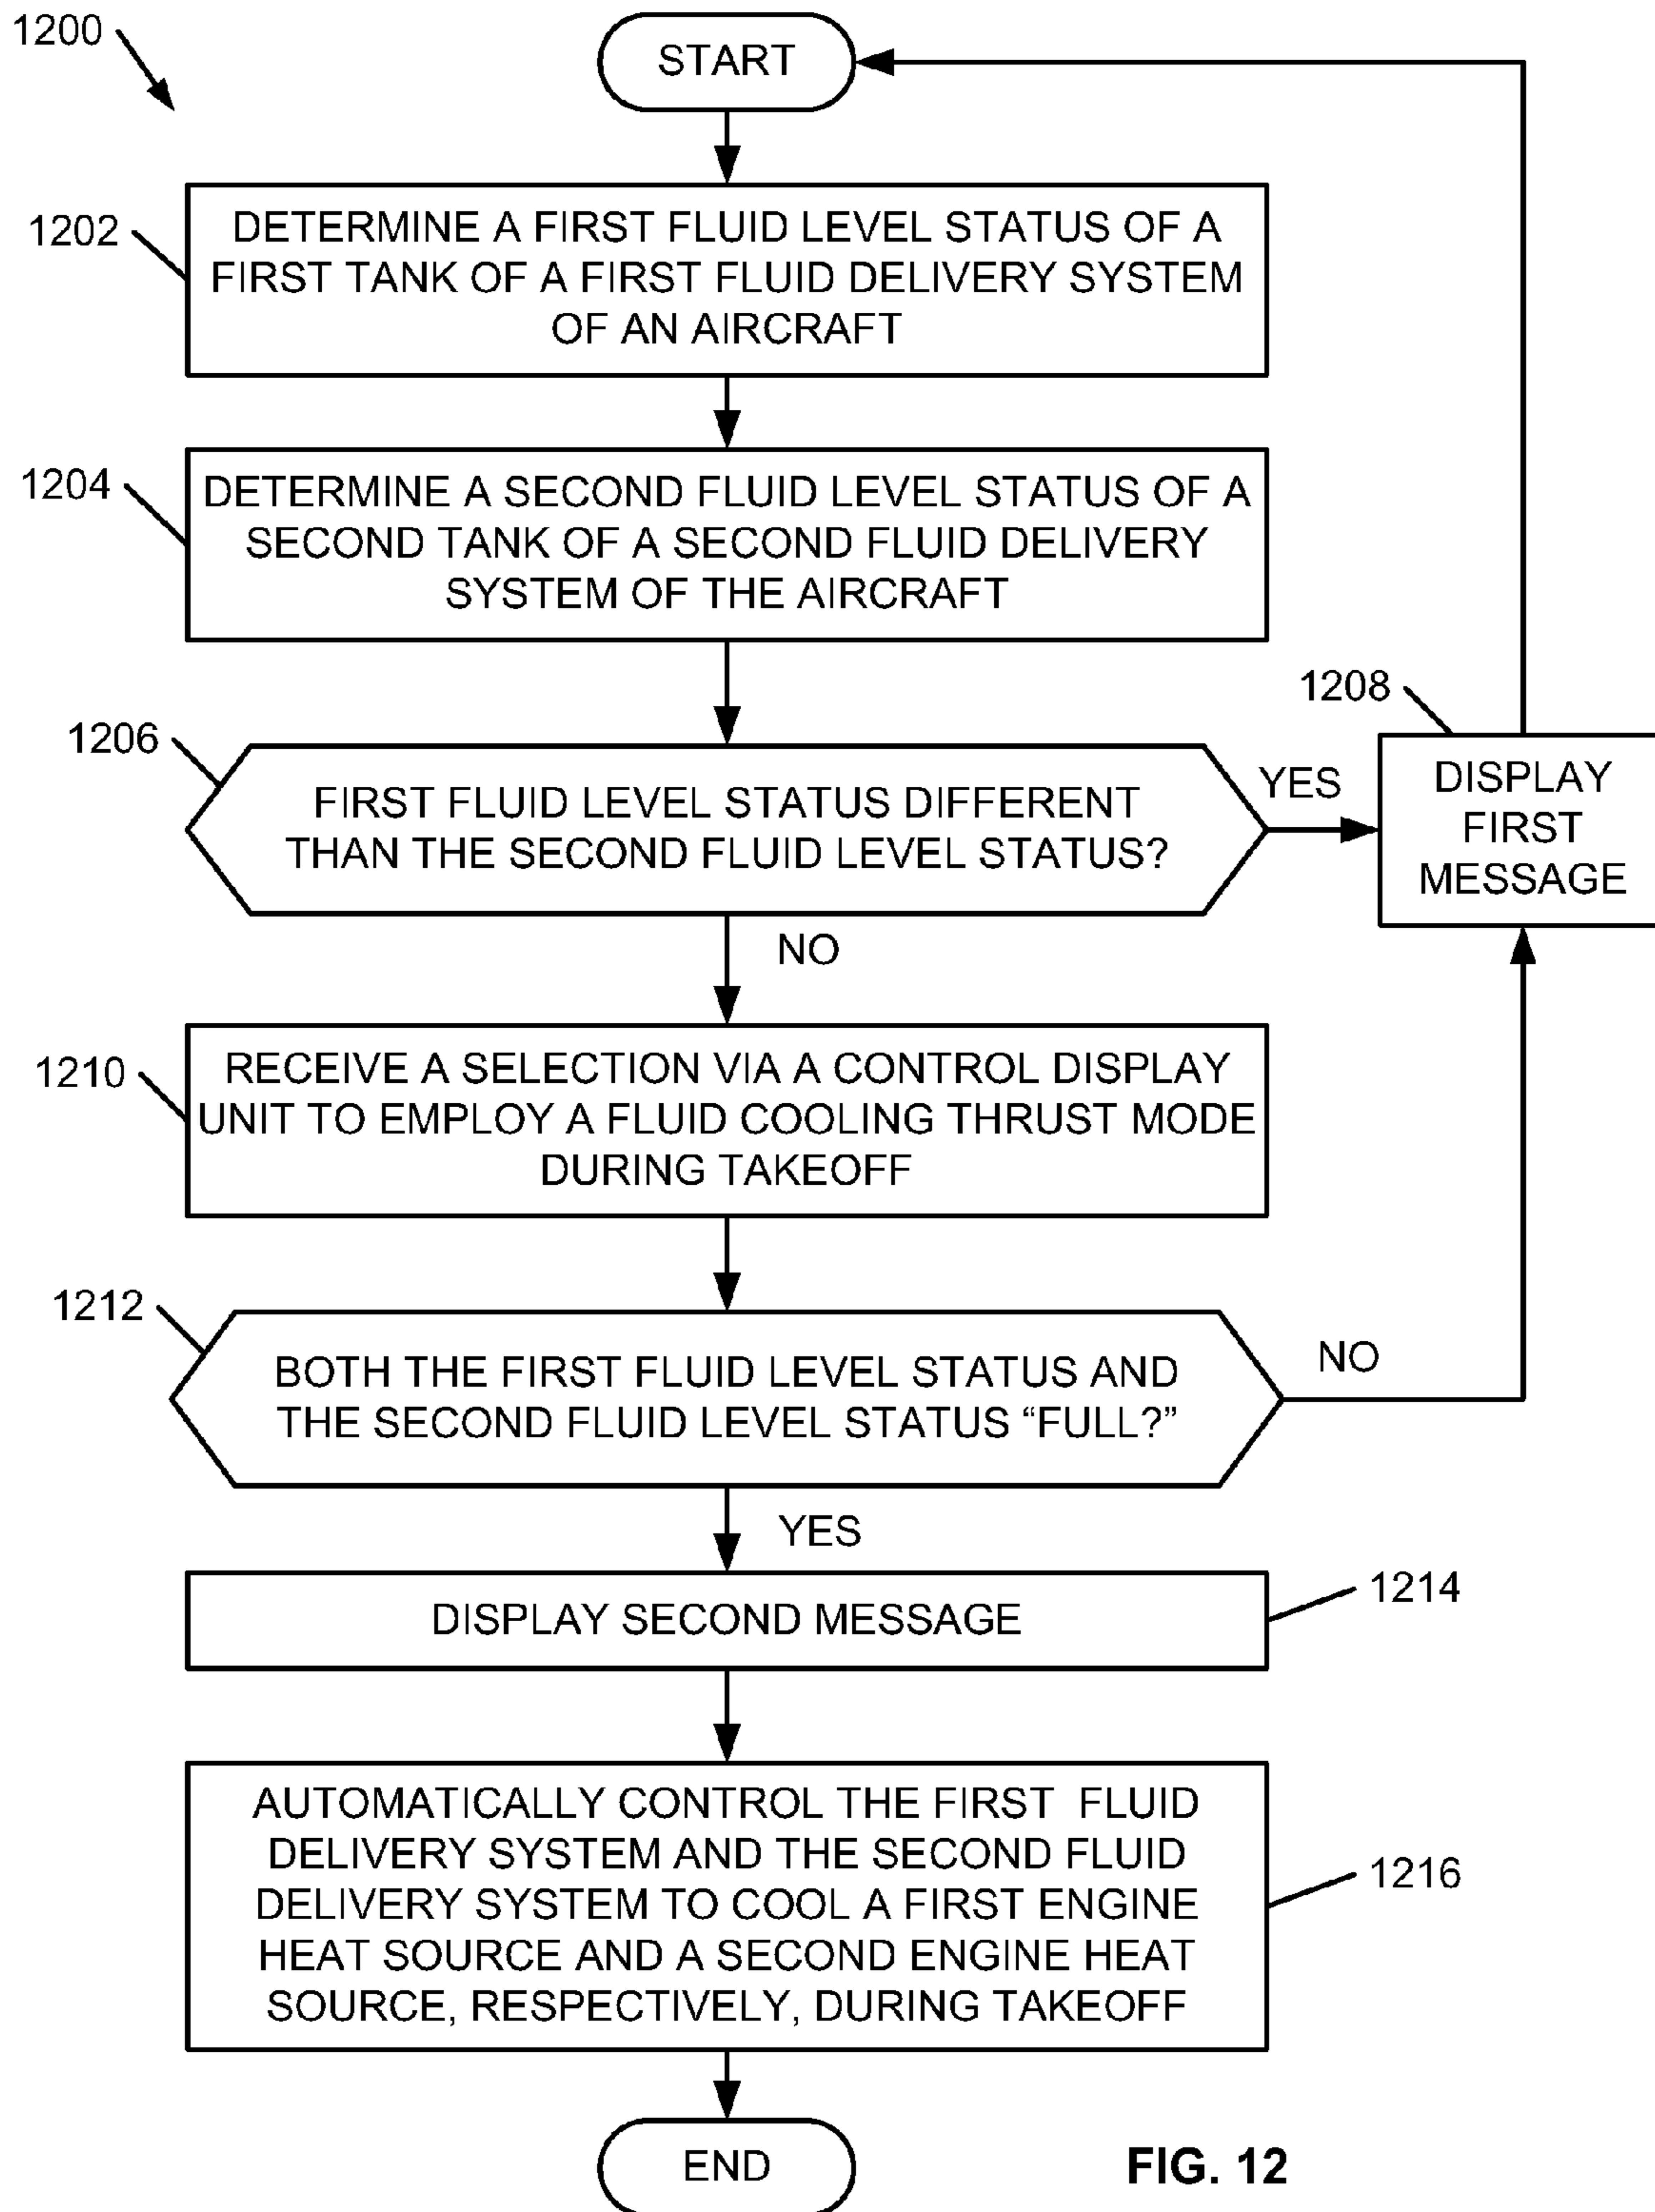 1200
START
1202
DETERMINE A FIRST FLUID LEVEL STATUS OF A
FIRST TANK OF A FIRST FLUID DELIVERY SYSTEM
OF AN AIRCRAFT
1204
DETERMINE A SECOND FLUID LEVEL STATUS OF A
SECOND TANK OF A SECOND FLUID DELIVERY
SYSTEM OF THE AIRCRAFT
1206
FIRST FLUID LEVEL STATUS DIFFERENT
THAN THE SECOND FLUID LEVEL STATUS?
YES
1208
DISPLAY
FIRST
MESSAGE
NO
1210
RECEIVE A SELECTION VIA A CONTROL DISPLAY
UNIT TO EMPLOY A FLUID COOLING THRUST MODE
DURING TAKEOFF
1212
BOTH THE FIRST FLUID LEVEL STATUS AND
THE SECOND FLUID LEVEL STATUS “FULL?”
NO
YES
DISPLAY SECOND MESSAGE
1214
AUTOMATICALLY CONTROL THE FIRST FLUID
DELIVERY SYSTEM AND THE SECOND FLUID
DELIVERY SYSTEM TO COOL A FIRST ENGINE
HEAT SOURCE AND A SECOND ENGINE HEAT
SOURCE, RESPECTIVELY, DURING TAKEOFF
1216
END
FIG. 12